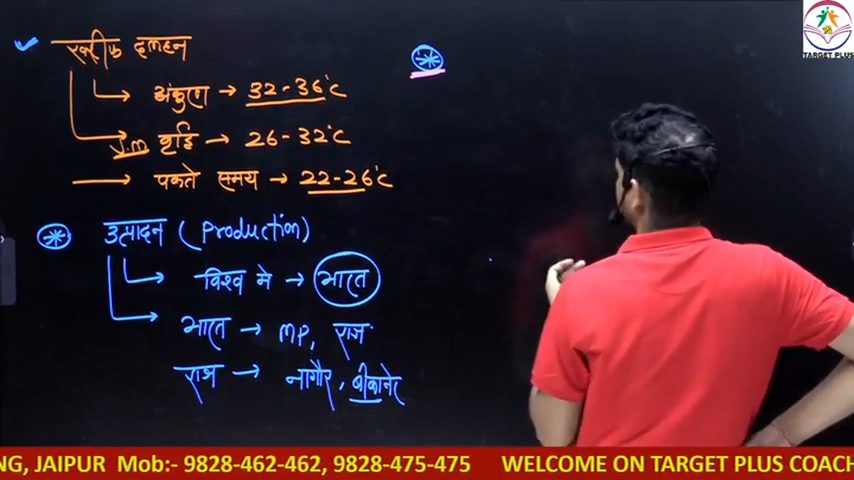 खरीफ दलहन
अंकुरण → 32-36°C
V.m वृद्धि → 26-32°C
पकते समय → 22-26°C
उत्पादन (Production)
विश्व मे → भारत
भारत → MP, राज.
राज → नागौर, बीकानेर
TARGET PLUS
NG, JAIPUR Mob:- 9828-462-462, 9828-475-475 WELCOME ON TARGET PLUS COACH